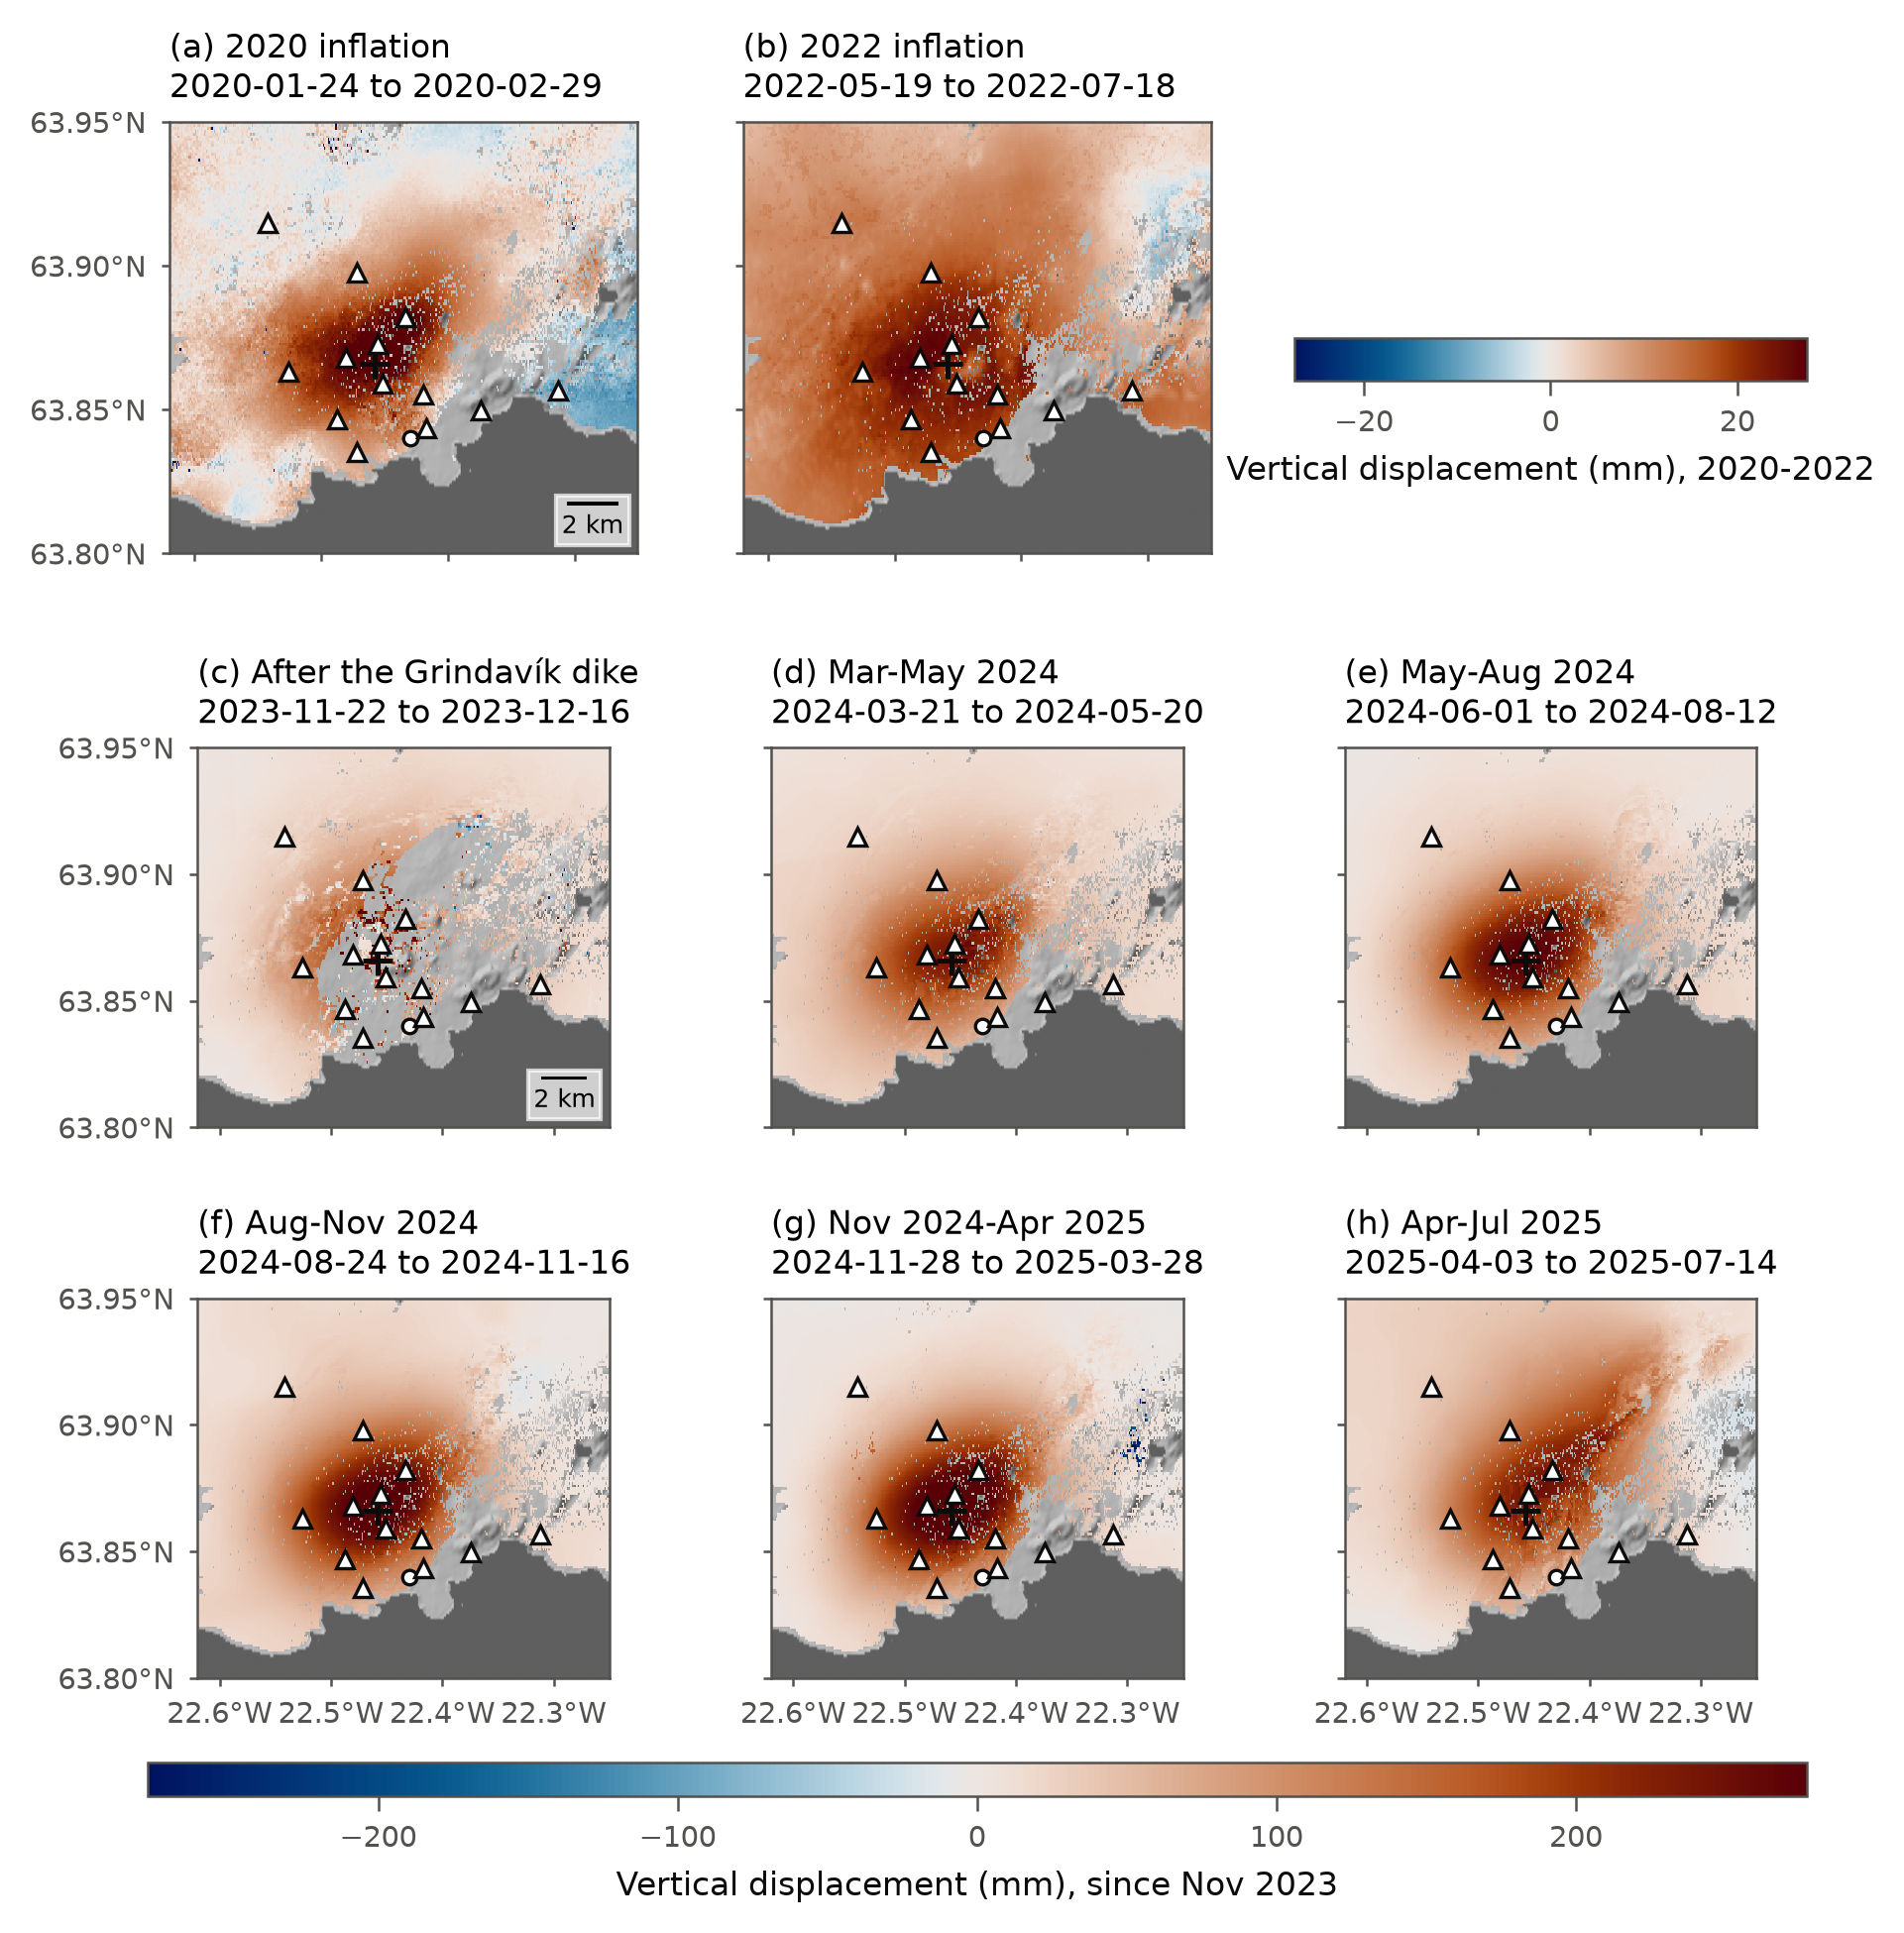 (a) 2020 inflation
2020-01-24 to 2020-02-29
(b) 2022 inflation
2022-05-19 to 2022-07-18
63.95°N
63.90°N
63.85°N
63.80°N
2 km
−20
0
20
Vertical displacement (mm), 2020-2022
(c) After the Grindavík dike
2023-11-22 to 2023-12-16
(d) Mar-May 2024
2024-03-21 to 2024-05-20
(e) May-Aug 2024
2024-06-01 to 2024-08-12
63.95°N
63.90°N
63.85°N
63.80°N
2 km
(f) Aug-Nov 2024
2024-08-24 to 2024-11-16
(g) Nov 2024-Apr 2025
2024-11-28 to 2025-03-28
(h) Apr-Jul 2025
2025-04-03 to 2025-07-14
63.95°N
63.90°N
63.85°N
63.80°N
22.6°W 22.5°W 22.4°W 22.3°W
22.6°W 22.5°W 22.4°W 22.3°W
22.6°W 22.5°W 22.4°W 22.3°W
−200
−100
0
100
200
Vertical displacement (mm), since Nov 2023